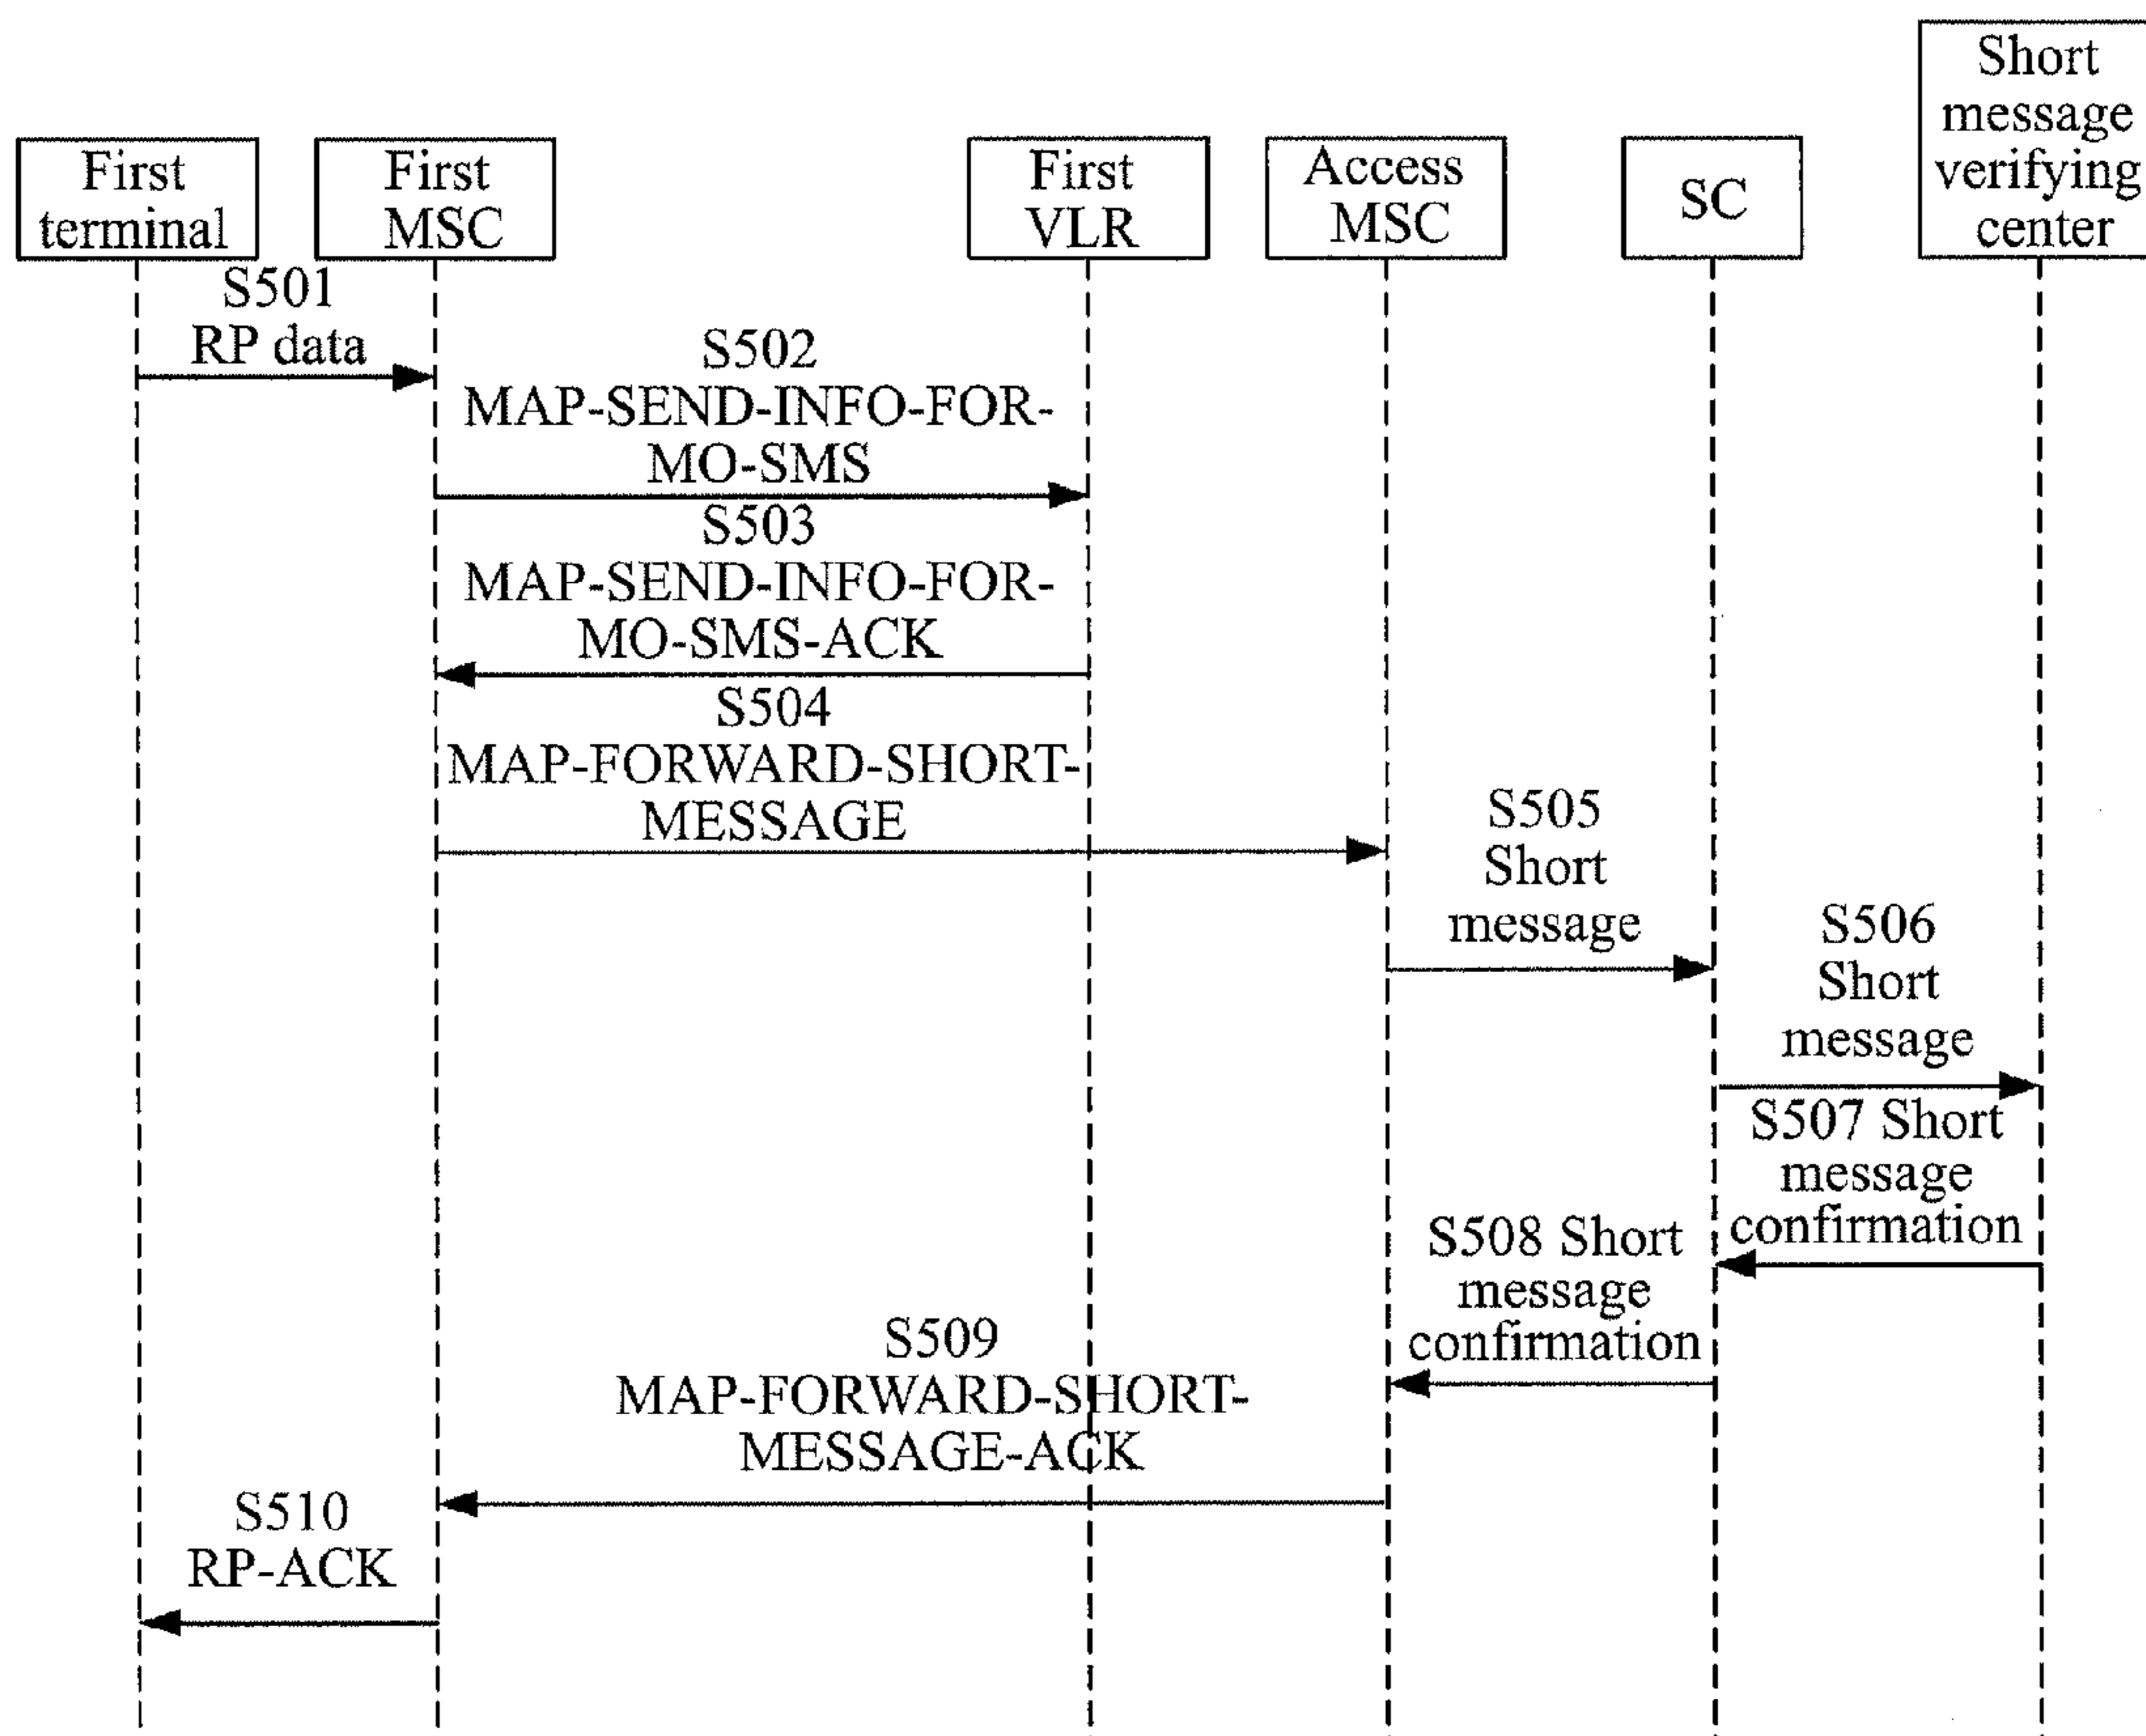 First
terminal
First
MSC
First
VLR
Access
MSC
SC
Short
message
verifying
center
S501
RP data
S502
MAP-SEND-INFO-FOR-
MO-SMS
S503
MAP-SEND-INFO-FOR-
MO-SMS-ACK
S504
MAP-FORWARD-SHORT-
MESSAGE
S505
Short
message
S506
Short
message
S507 Short
message
confirmation
S508 Short
message
confirmation
S509
MAP-FORWARD-SHORT-
MESSAGE-ACK
S510
RP-ACK